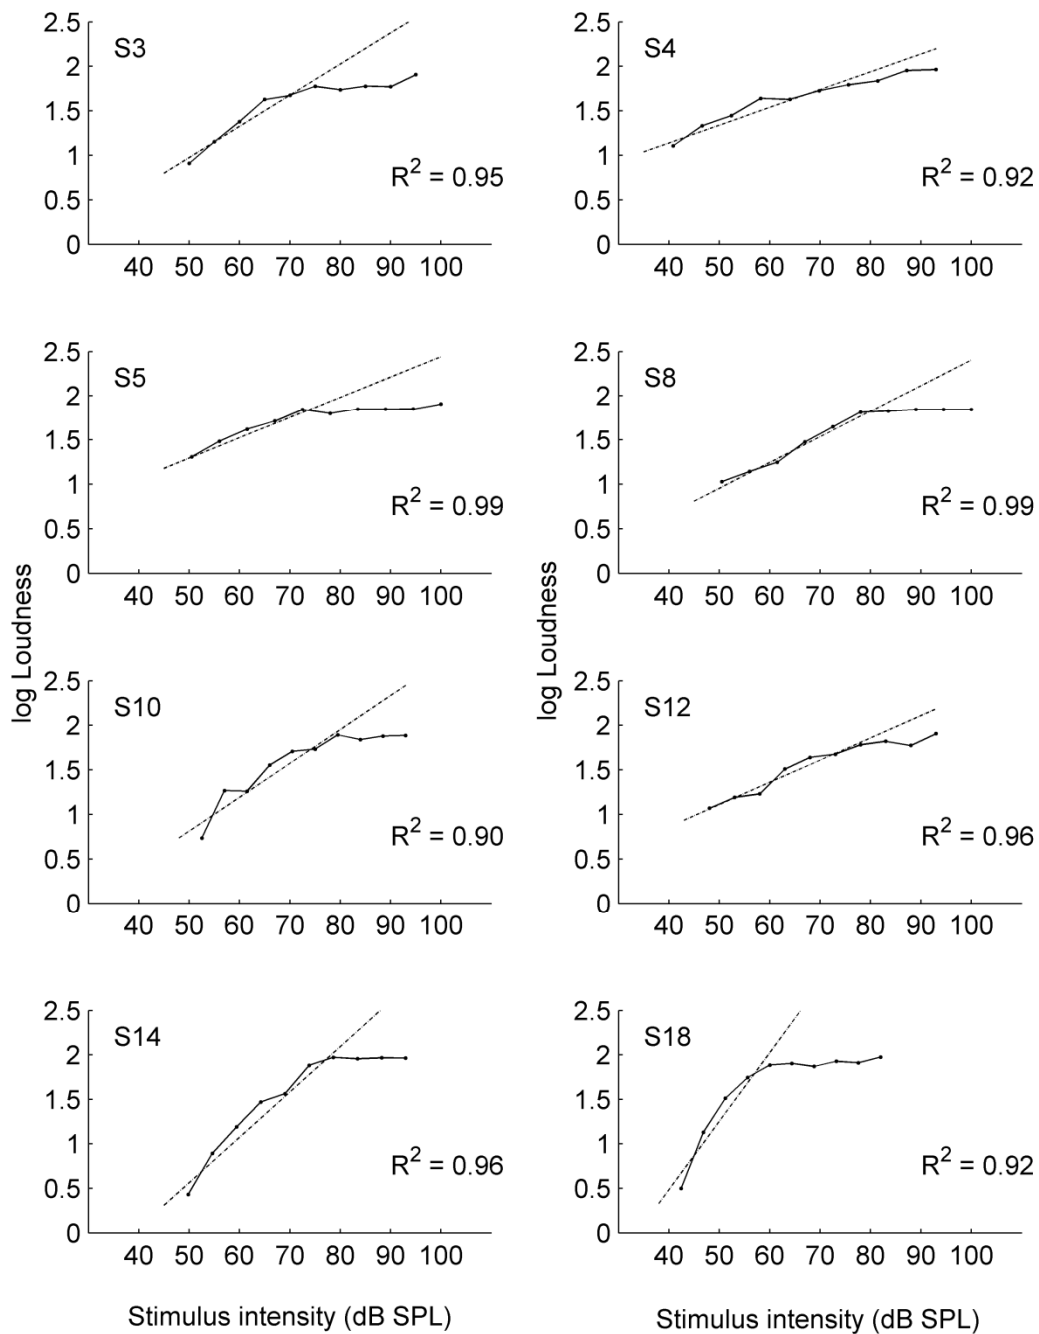 2.5
2
1.5
1
0.5
0
S3
R² = 0.95
40 50 60 70 80 90 100
2.5
2
1.5
1
0.5
0
S4
R² = 0.92
40 50 60 70 80 90 100
2.5
2
1.5
1
0.5
0
S5
R² = 0.99
40 50 60 70 80 90 100
2.5
2
1.5
1
0.5
0
S8
R² = 0.99
40 50 60 70 80 90 100
log Loudness
log Loudness
2.5
2
1.5
1
0.5
0
S10
R² = 0.90
40 50 60 70 80 90 100
2.5
2
1.5
1
0.5
0
S12
R² = 0.96
40 50 60 70 80 90 100
2.5
2
1.5
1
0.5
0
S14
R² = 0.96
40 50 60 70 80 90 100
2.5
2
1.5
1
0.5
0
S18
R² = 0.92
40 50 60 70 80 90 100
Stimulus intensity (dB SPL)
Stimulus intensity (dB SPL)